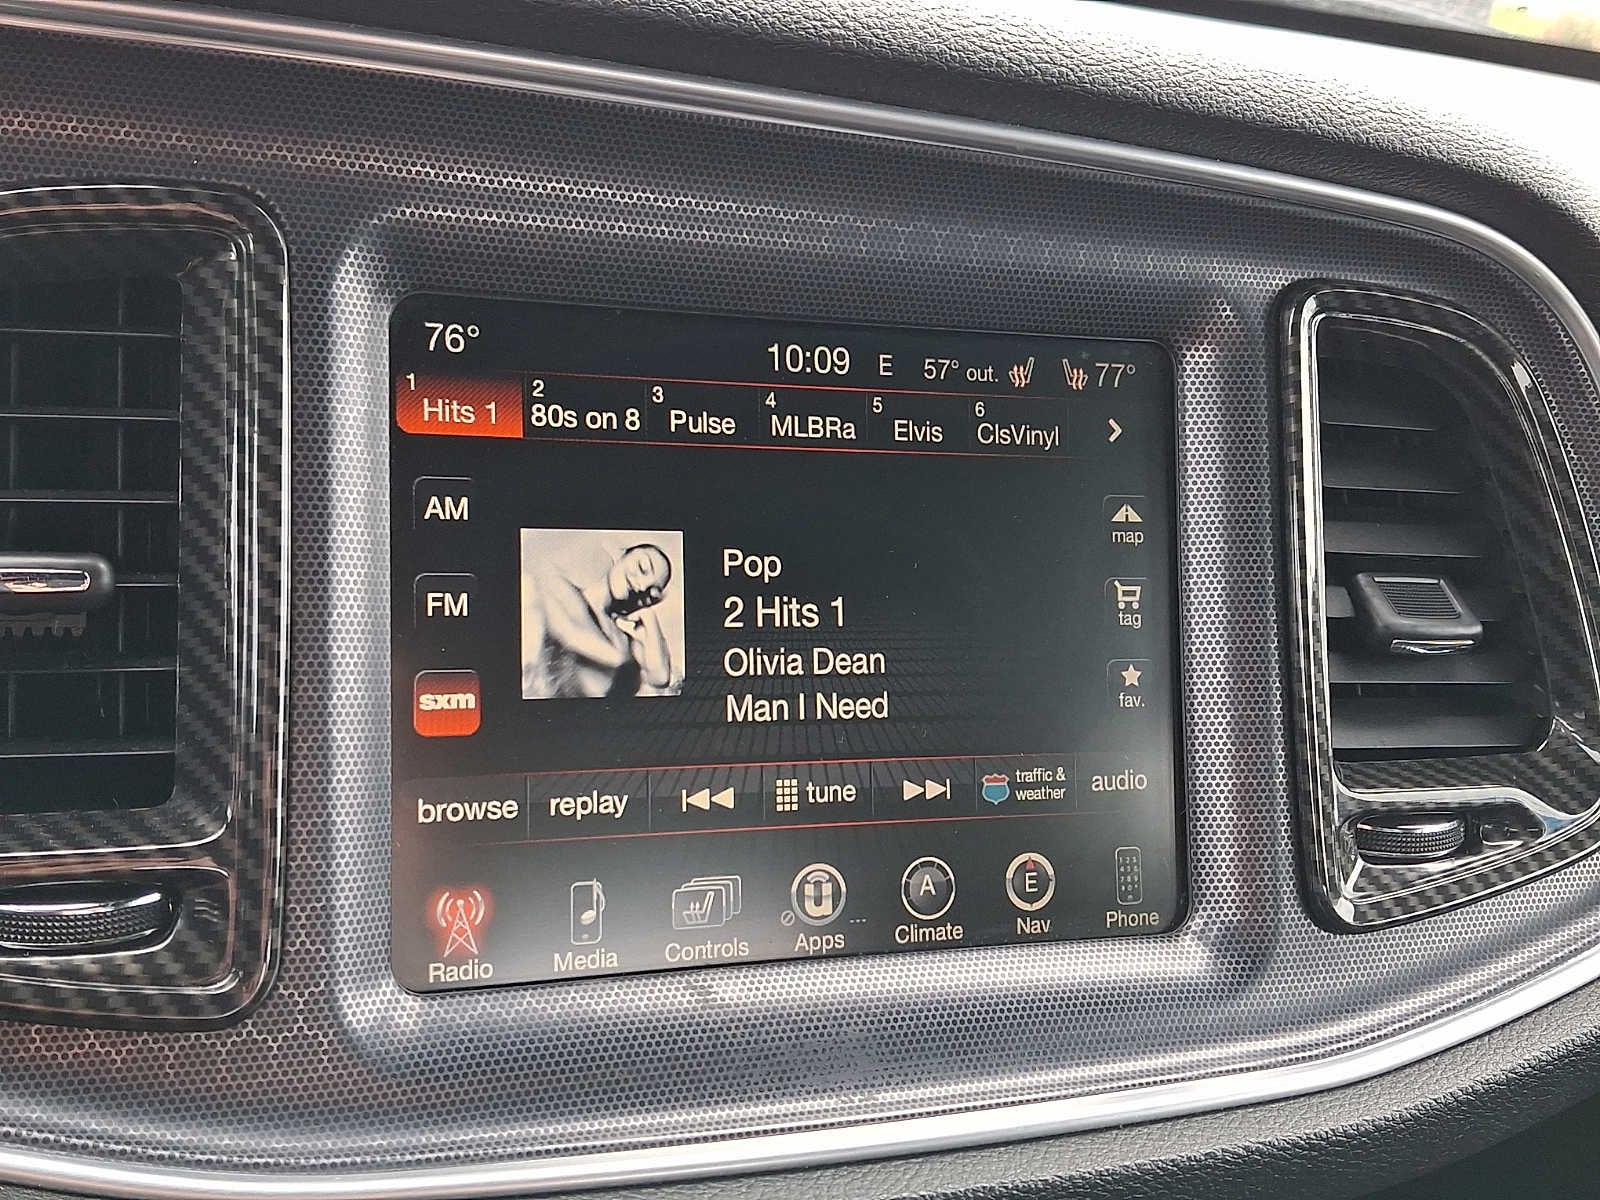 76°
10:09 E 57° out. 77°
1 Hits 1
2 80s on 8
3 Pulse
4 MLBRa
5 Elvis
6 ClsVinyl
AM
FM
sxm
Pop
2 Hits 1
Olivia Dean
Man I Need
map
tag
fav.
browse
replay
tune
traffic &
weather
audio
Radio
Media
Controls
Apps
A
Climate
E
Nav
Phone